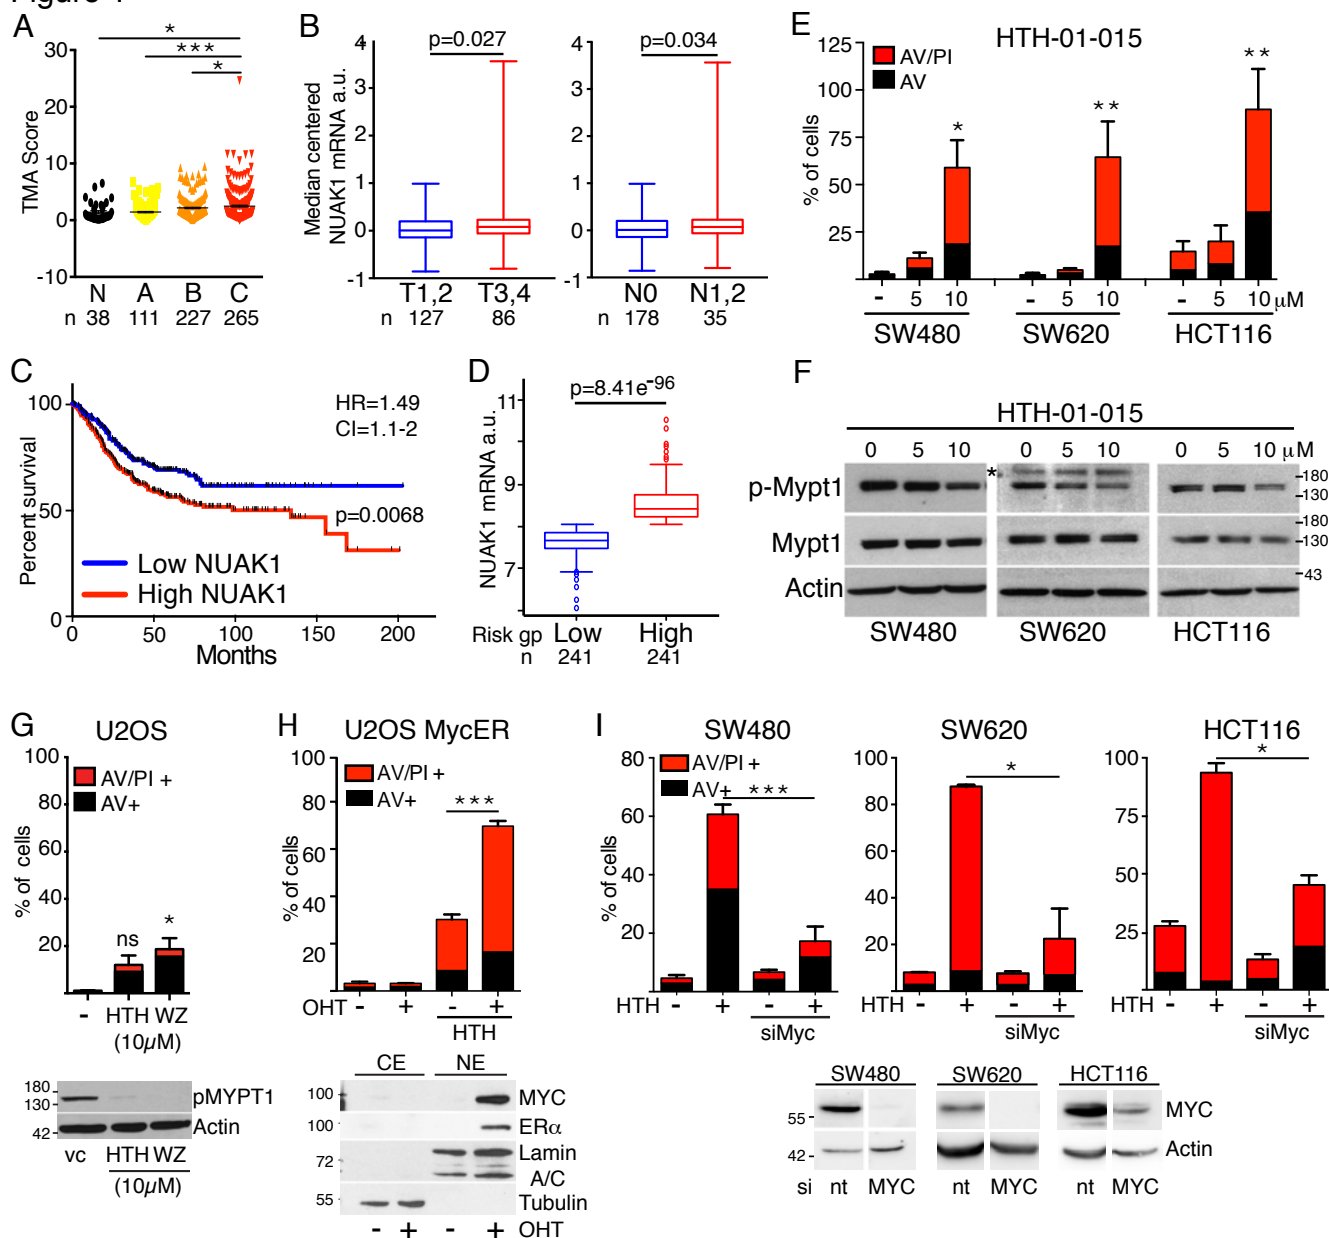 Figure
A
*
***
*
30
20
10
0
-10
TMA Score
N A B C
n 38 111 227 265
B
Median centered
NUAK1 mRNA a.u.
4
3
2
1
0
-1
p=0.027
T1,2 T3,4
n 127 86
4
3
2
1
0
-1
p=0.034
N0 N1,2
n 178 35
C
Percent survival
100
50
0
HR=1.49
CI=1.1-2
p=0.0068
Low NUAK1
High NUAK1
0 50 100 150 200
Months
D
NUAK1 mRNA a.u.
11
9
7
p=8.41e-96
Risk gp Low High
n 241 241
E
HTH-01-015
AV/PI
AV
% of cells
125
100
75
50
25
* ** **
- 5 10 - 5 10 - 5 10 μM
SW480 SW620 HCT116
F
HTH-01-015
0 5 10 0 5 10 0 5 10 μM
p-Mypt1 * -180
-130
Mypt1 -180
-130
Actin -43
SW480 SW620 HCT116
G
U2OS
AV/PI +
AV+
% of cells
100
80
60
40
20
ns *
- HTH WZ
(10μM)
180
130
pMYPT1
42
Actin
vc HTH WZ
(10μM)
H
U2OS MycER
AV/PI +
AV+
% of cells
100
80
60
40
20
***
OHT - + - +
HTH
CE NE
100 MYC
100 ERα
72 Lamin
A/C
55 Tubulin
- + - + OHT
I
SW480
AV/PI +
AV+
% of cells
80
60
40
20
***
HTH - + - +
siMyc
SW620
100
80
60
40
20
*
HTH - + - +
siMyc
HCT116
100
75
50
25
*
HTH - + - +
siMyc
SW480 SW620 HCT116
55 MYC
42 Actin
si nt MYC nt MYC nt MYC